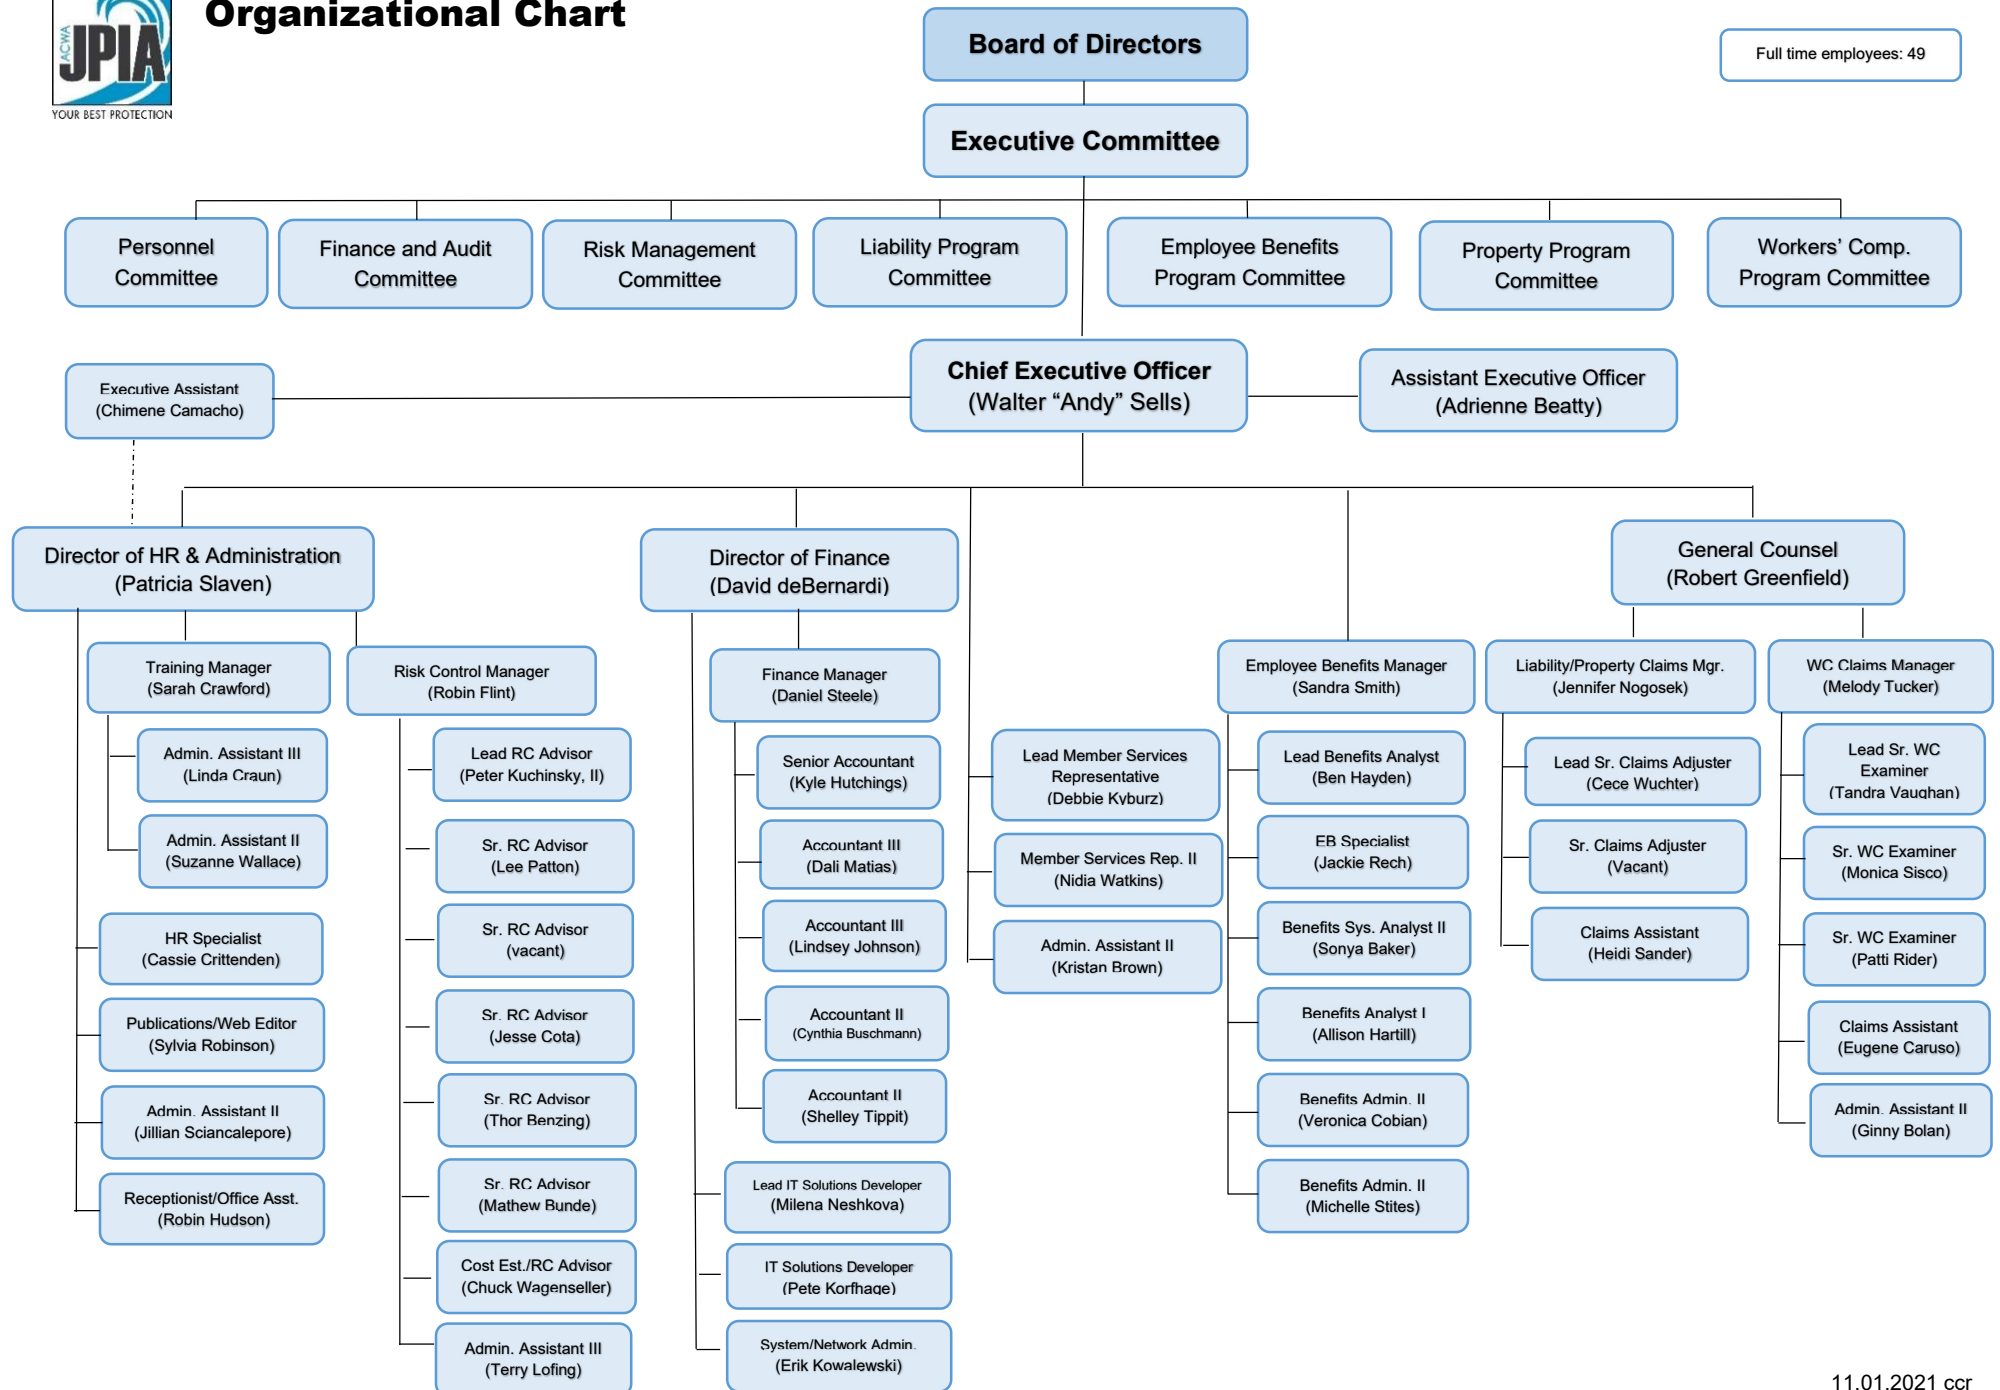 Organizational Chart
ACWA
JPIA
YOUR BEST PROTECTION
Board of Directors
Full time employees: 49
Executive Committee
Personnel
Committee
Finance and Audit
Committee
Risk Management
Committee
Liability Program
Committee
Employee Benefits
Program Committee
Property Program
Committee
Workers’ Comp.
Program Committee
Executive Assistant
(Chimene Camacho)
Chief Executive Officer
(Walter “Andy” Sells)
Assistant Executive Officer
(Adrienne Beatty)
Director of HR & Administration
(Patricia Slaven)
Director of Finance
(David deBernardi)
General Counsel
(Robert Greenfield)
Training Manager
(Sarah Crawford)
Admin. Assistant III
(Linda Craun)
Admin. Assistant II
(Suzanne Wallace)
HR Specialist
(Cassie Crittenden)
Publications/Web Editor
(Sylvia Robinson)
Admin. Assistant II
(Jillian Sciancalepore)
Receptionist/Office Asst.
(Robin Hudson)
Risk Control Manager
(Robin Flint)
Lead RC Advisor
(Peter Kuchinsky, II)
Sr. RC Advisor
(Lee Patton)
Sr. RC Advisor
(vacant)
Sr. RC Advisor
(Jesse Cota)
Sr. RC Advisor
(Thor Benzing)
Sr. RC Advisor
(Mathew Bunde)
Cost Est./RC Advisor
(Chuck Wagenseller)
Admin. Assistant III
(Terry Lofing)
Finance Manager
(Daniel Steele)
Senior Accountant
(Kyle Hutchings)
Accountant III
(Dali Matias)
Accountant III
(Lindsey Johnson)
Accountant II
(Cynthia Buschmann)
Accountant II
(Shelley Tippit)
Lead IT Solutions Developer
(Milena Neshkova)
IT Solutions Developer
(Pete Korfhage)
System/Network Admin.
(Erik Kowalewski)
Lead Member Services
Representative
(Debbie Kyburz)
Member Services Rep. II
(Nidia Watkins)
Admin. Assistant II
(Kristan Brown)
Employee Benefits Manager
(Sandra Smith)
Lead Benefits Analyst
(Ben Hayden)
EB Specialist
(Jackie Rech)
Benefits Sys. Analyst II
(Sonya Baker)
Benefits Analyst I
(Allison Hartill)
Benefits Admin. II
(Veronica Cobian)
Benefits Admin. II
(Michelle Stites)
Liability/Property Claims Mgr.
(Jennifer Nogosek)
Lead Sr. Claims Adjuster
(Cece Wuchter)
Sr. Claims Adjuster
(Vacant)
Claims Assistant
(Heidi Sander)
WC Claims Manager
(Melody Tucker)
Lead Sr. WC
Examiner
(Tandra Vaughan)
Sr. WC Examiner
(Monica Sisco)
Sr. WC Examiner
(Patti Rider)
Claims Assistant
(Eugene Caruso)
Admin. Assistant II
(Ginny Bolan)
11.01.2021 ccr